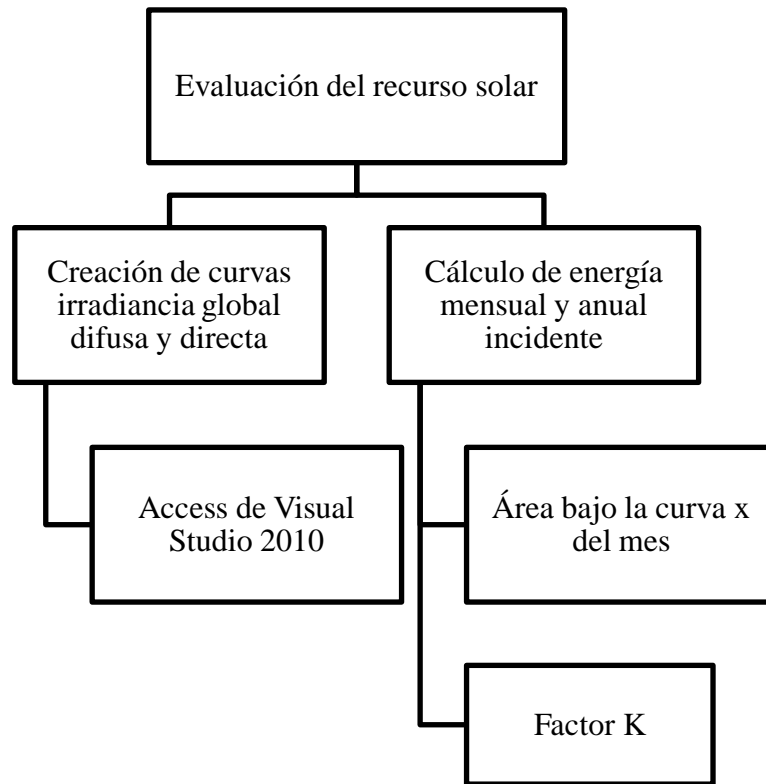 Evaluación del recurso solar
Creación de curvas
irradiancia global
difusa y directa
Cálculo de energía
mensual y anual
incidente
Access de Visual
Studio 2010
Área bajo la curva x
del mes
Factor K